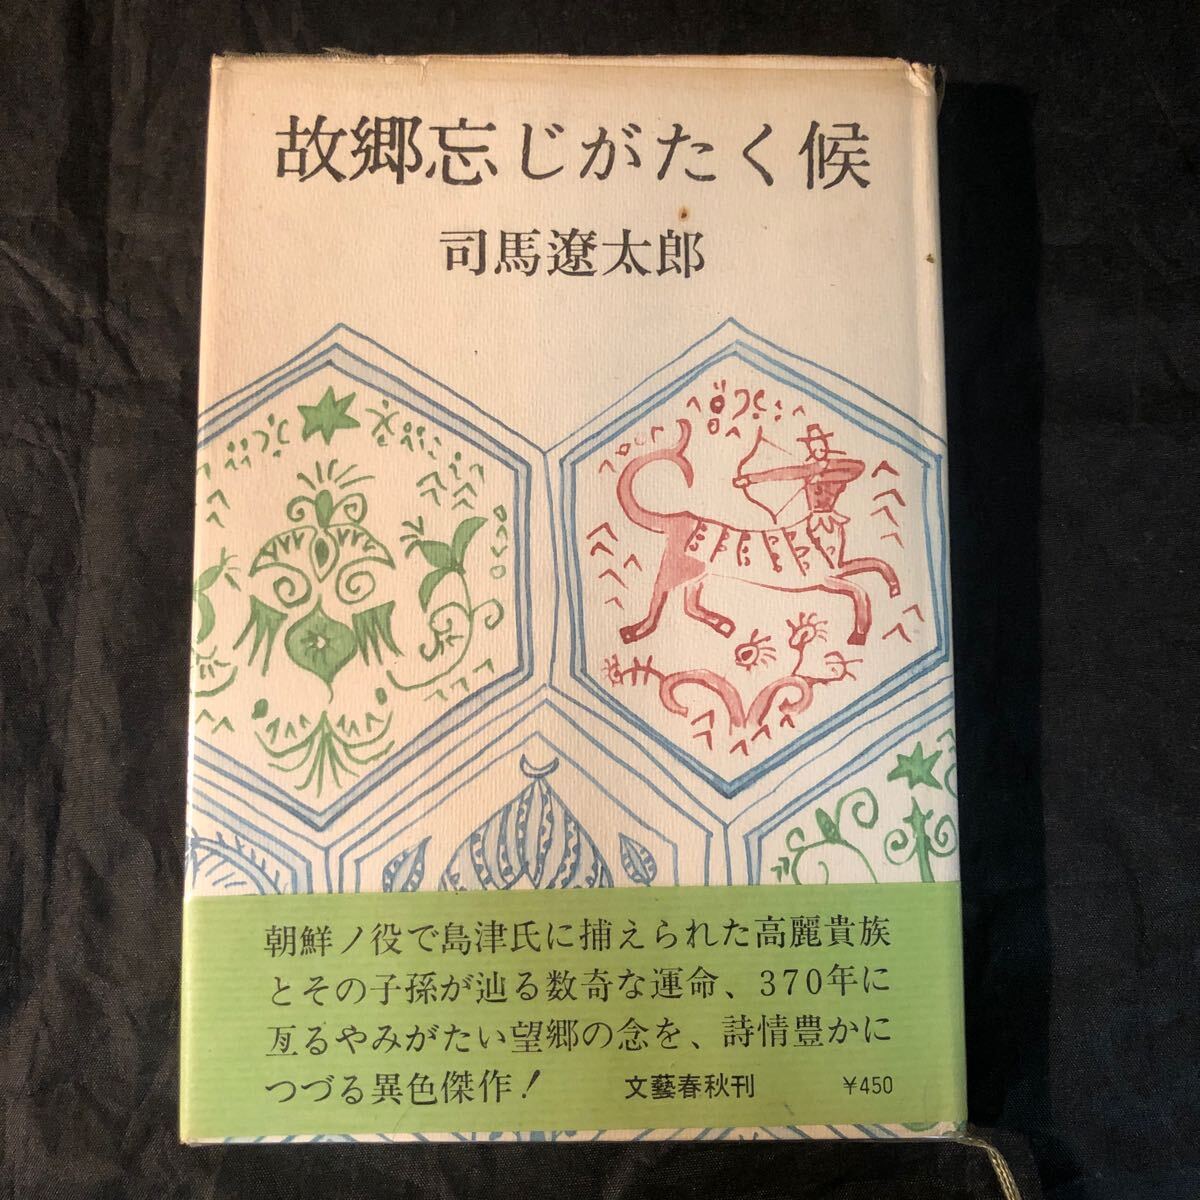 故郷忘じがたく候
司馬遼太郎
朝鮮ノ役で島津氏に捕えられた高麗貴族
とその子孫が辿る数奇な運命、370年に
亙るやみがたい望郷の念を、詩情豊かに
つづる異色傑作！ 文藝春秋刊 ¥450